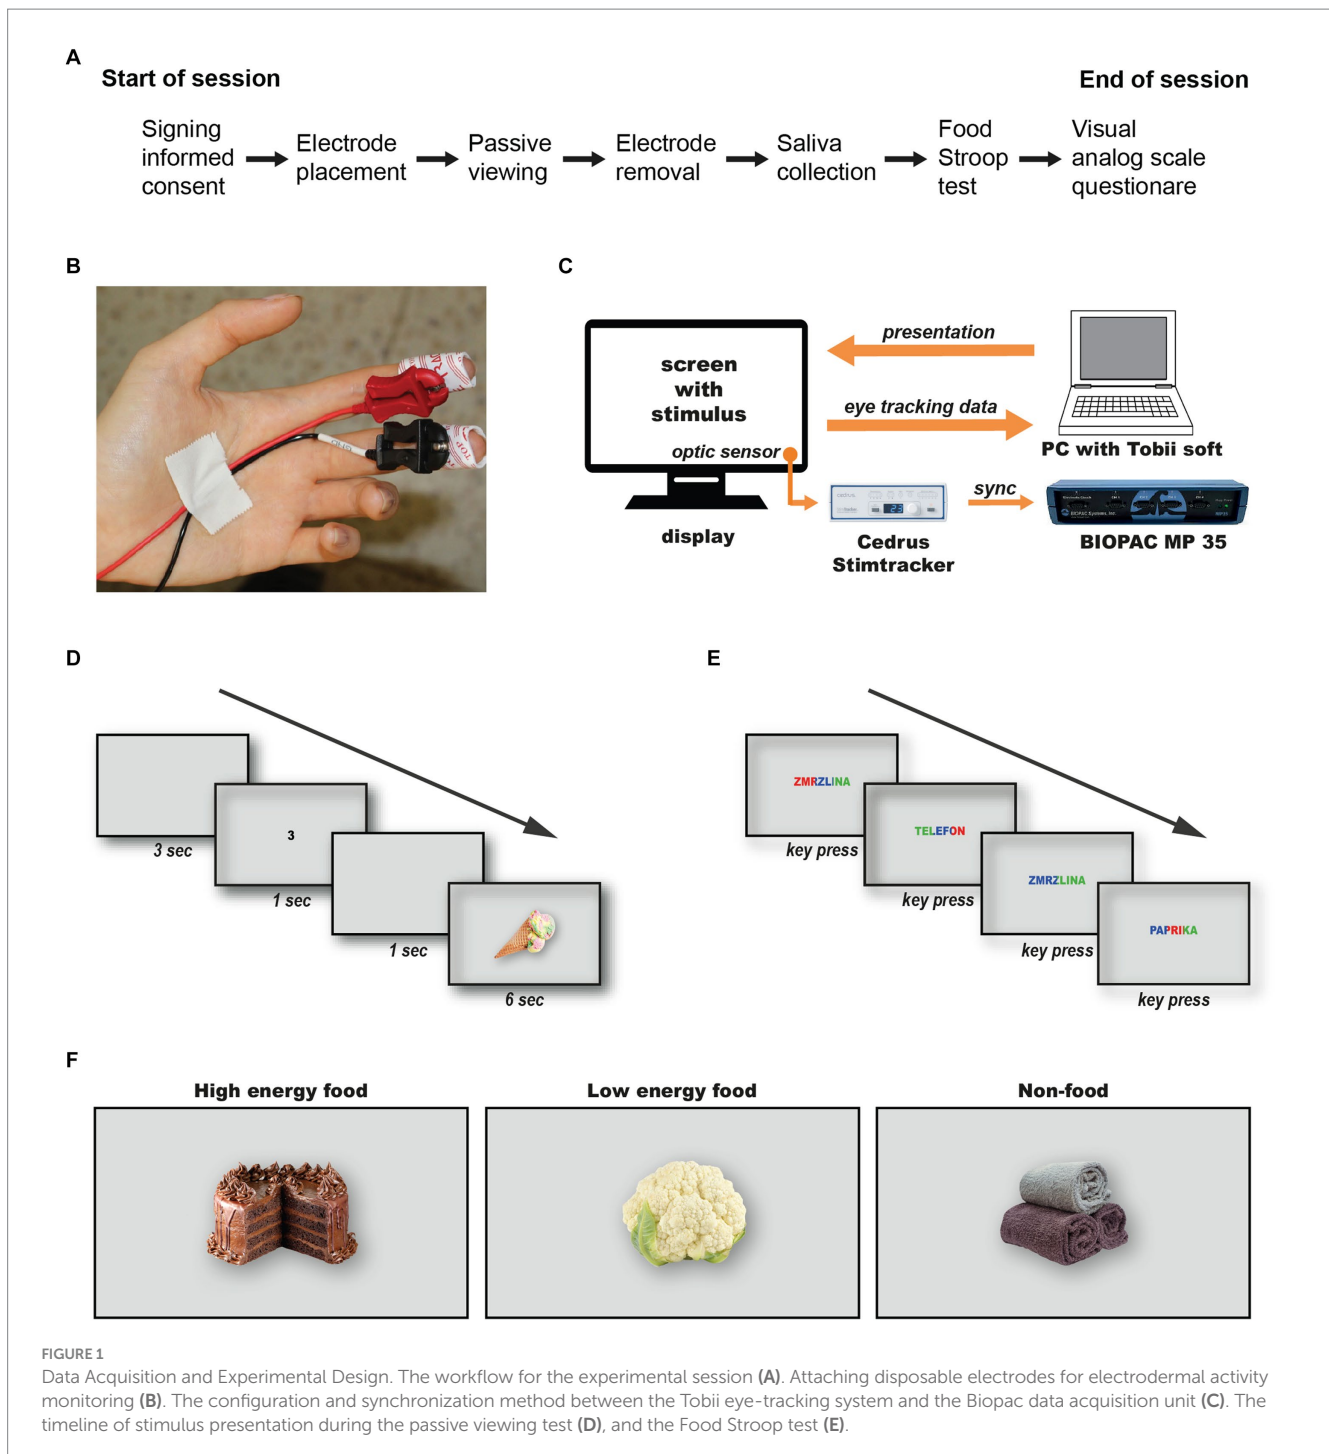 A
Start of session
End of session
Signing
informed
consent
Electrode
placement
Passive
viewing
Electrode
removal
Saliva
collection
Food
Stroop
test
Visual
analog scale
questionare
B
TOP
C
screen
with
stimulus
optic sensor
display
presentation
eye tracking data
PC with Tobii soft
CEDRUS
23
sync
Cedrus
Stimtracker
BIOPAC Systems, Inc.
BIOPAC MP 35
D
3 sec
3
1 sec
1 sec
6 sec
E
ZMRZLINA
key press
TELEFON
key press
ZMRZLINA
key press
PAPRIKA
key press
F
High energy food
Low energy food
Non-food
FIGURE 1
Data Acquisition and Experimental Design. The workflow for the experimental session (A). Attaching disposable electrodes for electrodermal activity
monitoring (B). The configuration and synchronization method between the Tobii eye-tracking system and the Biopac data acquisition unit (C). The
timeline of stimulus presentation during the passive viewing test (D), and the Food Stroop test (E).